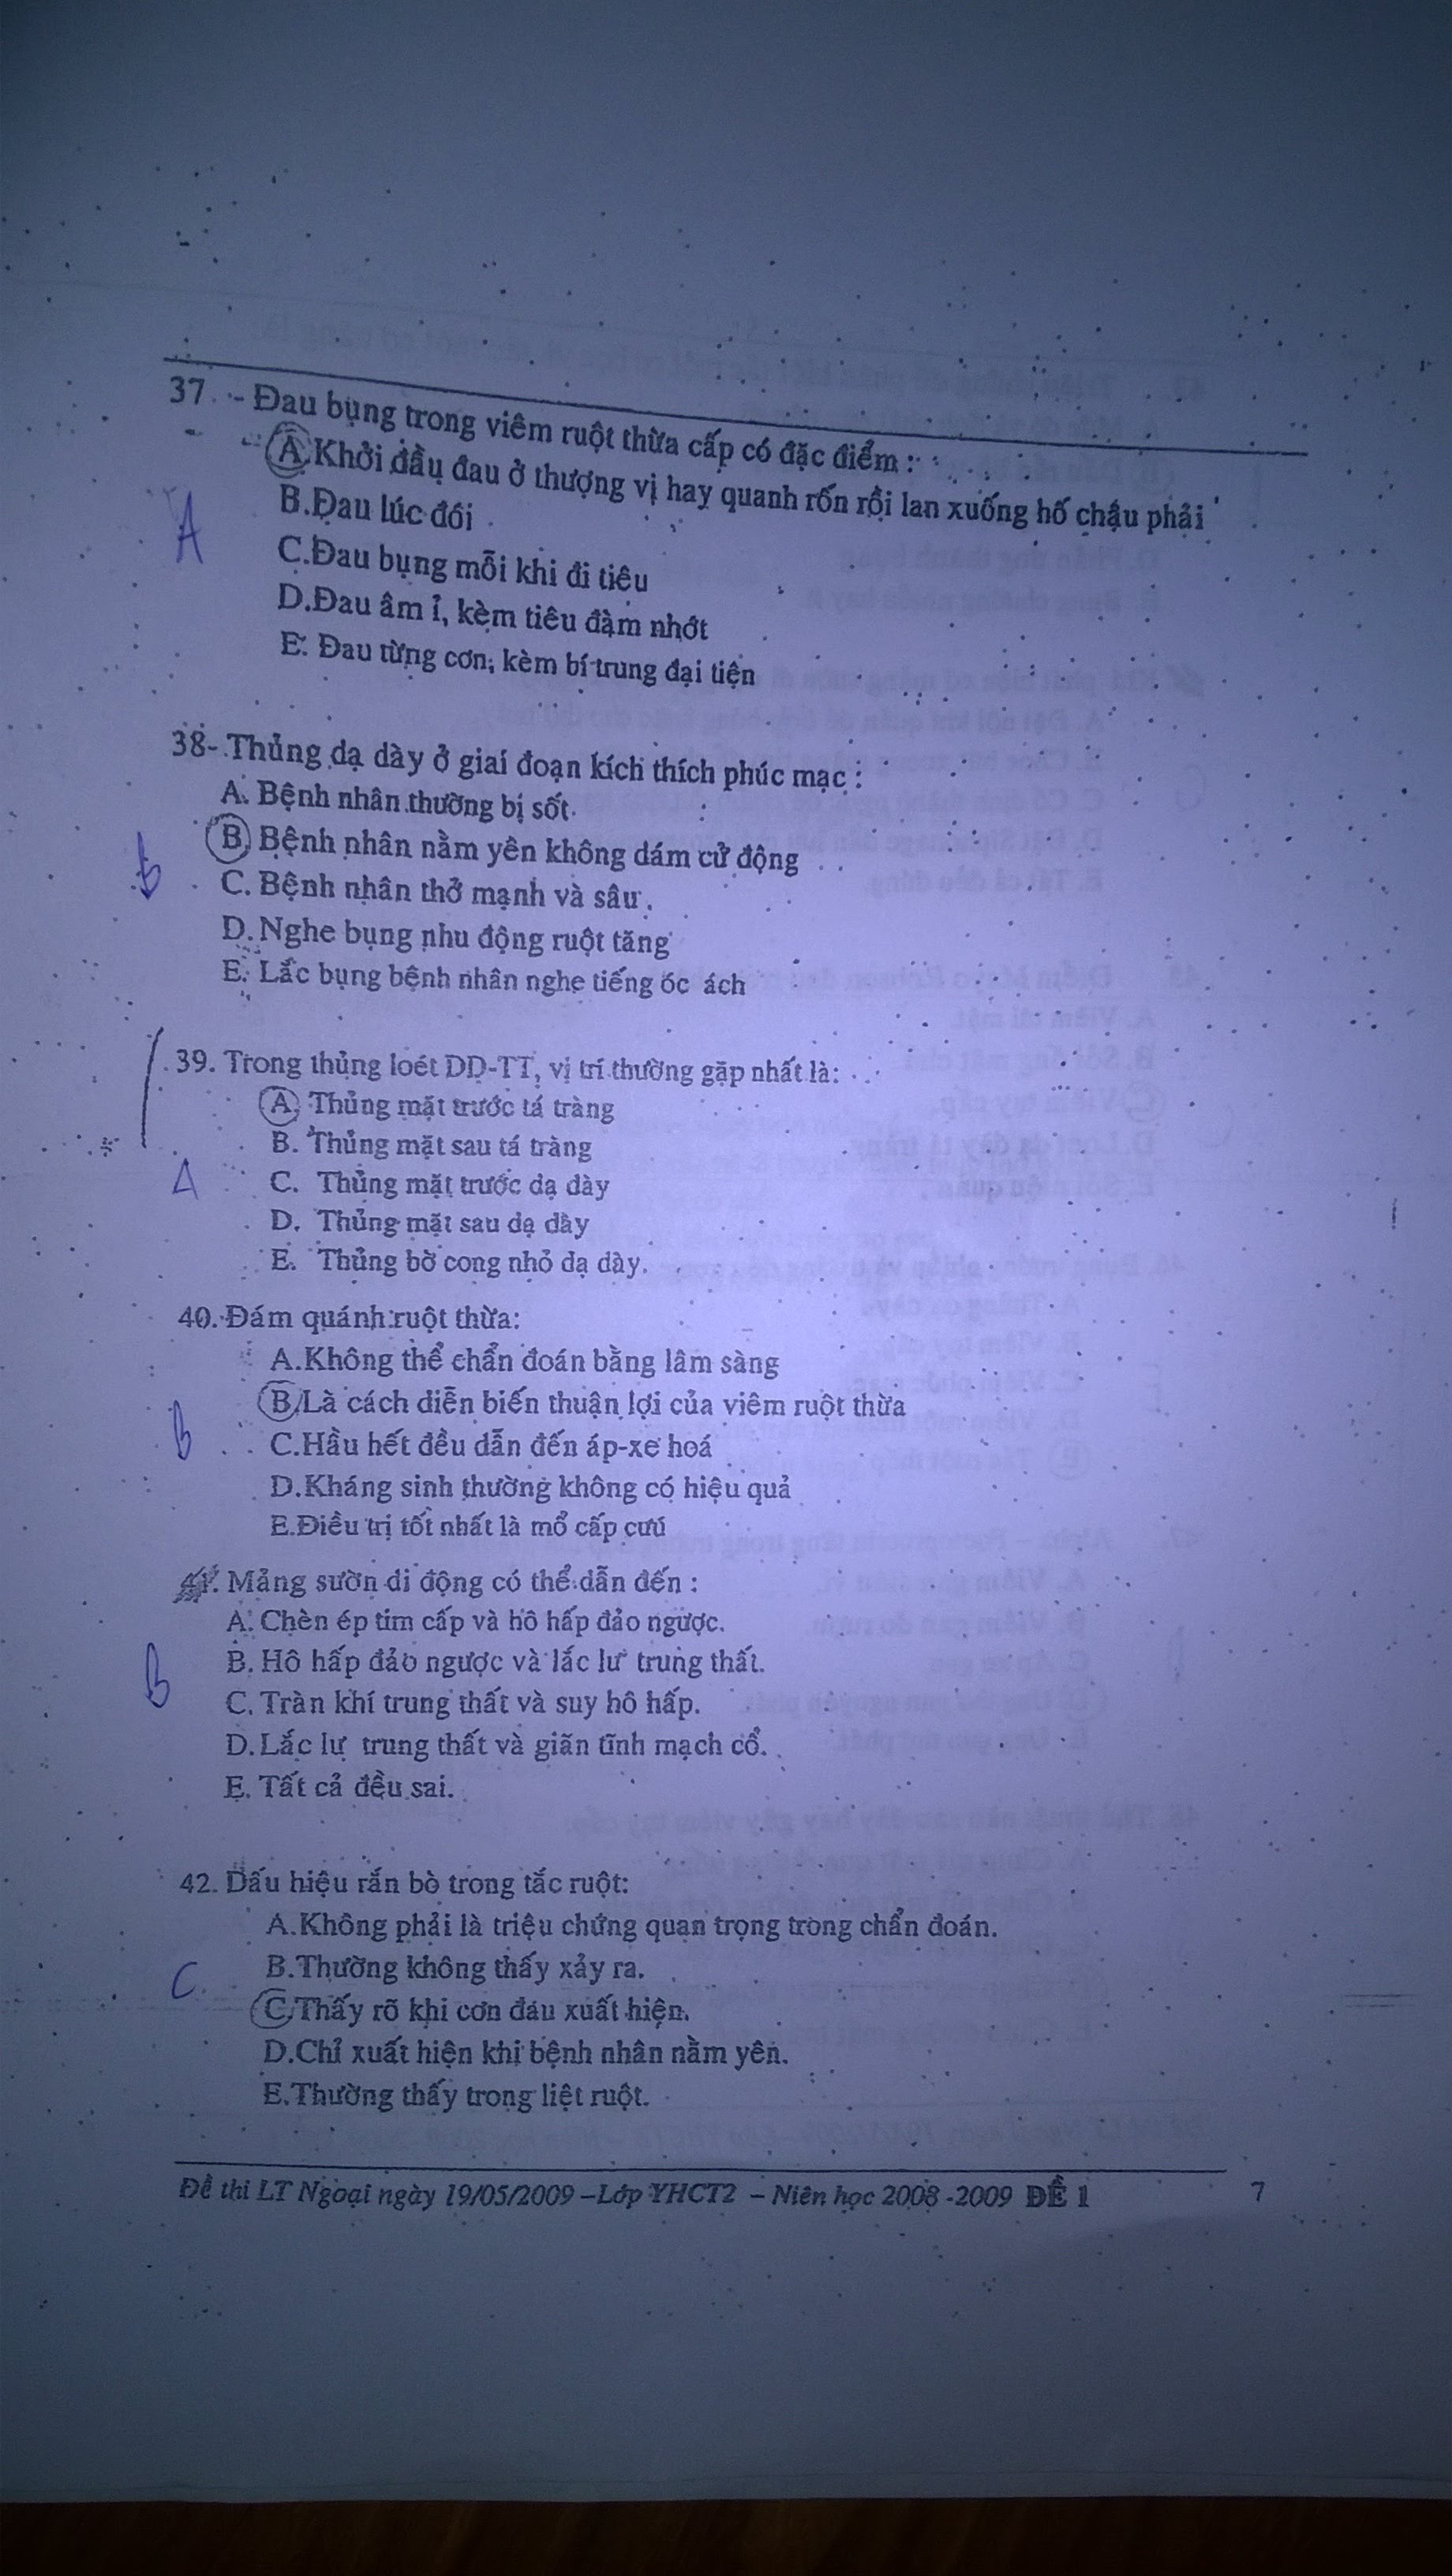 37. - Đau bụng trong viêm ruột thừa cấp có đặc điểm :
A.Khởi đầu đau ở thượng vị hay quanh rốn rồi lan xuống hố chậu phải
B.Đau lúc đói
A
C.Đau bụng mỗi khi đi tiêu
D.Đau âm ỉ, kèm tiêu đàm nhớt
E. Đau từng cơn, kèm bí trung đại tiện
38- Thủng dạ dày ở giai đoạn kích thích phúc mạc :
A. Bệnh nhân thường bị sốt
B. Bệnh nhân nằm yên không dám cử động
b
C. Bệnh nhân thở mạnh và sâu.
D. Nghe bụng nhu động ruột tăng
E. Lắc bụng bệnh nhân nghe tiếng óc ách
39. Trong thủng loét DD-TT, vị trí thường gặp nhất là:
A. Thủng mặt trước tá tràng
B. Thủng mặt sau tá tràng
A
C. Thủng mặt trước dạ dày
D. Thủng mặt sau dạ dày
E. Thủng bờ cong nhỏ dạ dày.
40. Đám quánh ruột thừa:
A.Không thể chẩn đoán bằng lâm sàng
B.Là cách diễn biến thuận lợi của viêm ruột thừa
b
C.Hầu hết đều dẫn đến áp-xe hoá
D.Kháng sinh thường không có hiệu quả
E.Điều trị tốt nhất là mổ cấp cưú
41. Mảng sườn di động có thể dẫn đến :
A. Chèn ép tim cấp và hô hấp đảo ngược.
B. Hô hấp đảo ngược và lắc lư trung thất.
b
C. Tràn khí trung thất và suy hô hấp.
D. Lắc lư trung thất và giãn tĩnh mạch cổ.
E. Tất cả đều sai.
42. Dấu hiệu rắn bò trong tắc ruột:
A.Không phải là triệu chứng quan trọng trong chẩn đoán.
B.Thường không thấy xảy ra.
C
C.Thấy rõ khi cơn đau xuất hiện.
D.Chỉ xuất hiện khi bệnh nhân nằm yên.
E.Thường thấy trong liệt ruột.
Đề thi LT Ngoại ngày 19/05/2009 –Lớp YHCT2 – Niên học 2008 -2009 ĐỀ 1 7